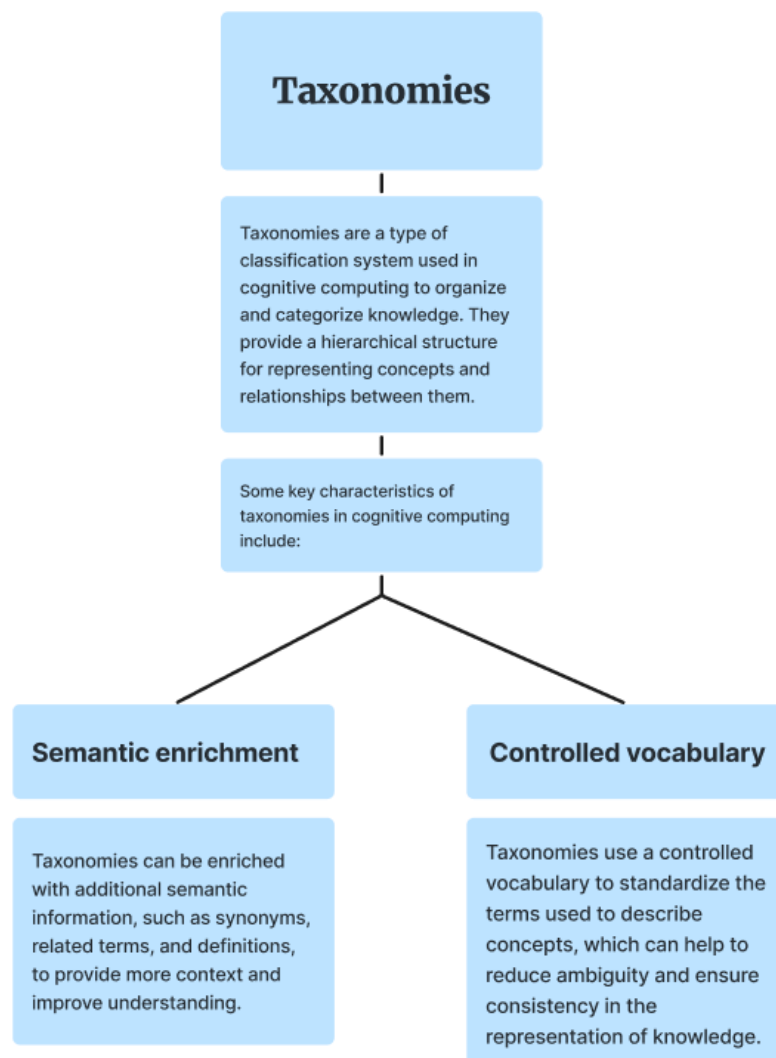 Taxonomies
Taxonomies are a type of
classification system used in
cognitive computing to organize
and categorize knowledge. They
provide a hierarchical structure
for representing concepts and
relationships between them.
Some key characteristics of
taxonomies in cognitive computing
include:
Semantic enrichment
Taxonomies can be enriched
with additional semantic
information, such as synonyms,
related terms, and definitions,
to provide more context and
improve understanding.
Controlled vocabulary
Taxonomies use a controlled
vocabulary to standardize the
terms used to describe
concepts, which can help to
reduce ambiguity and ensure
consistency in the
representation of knowledge.